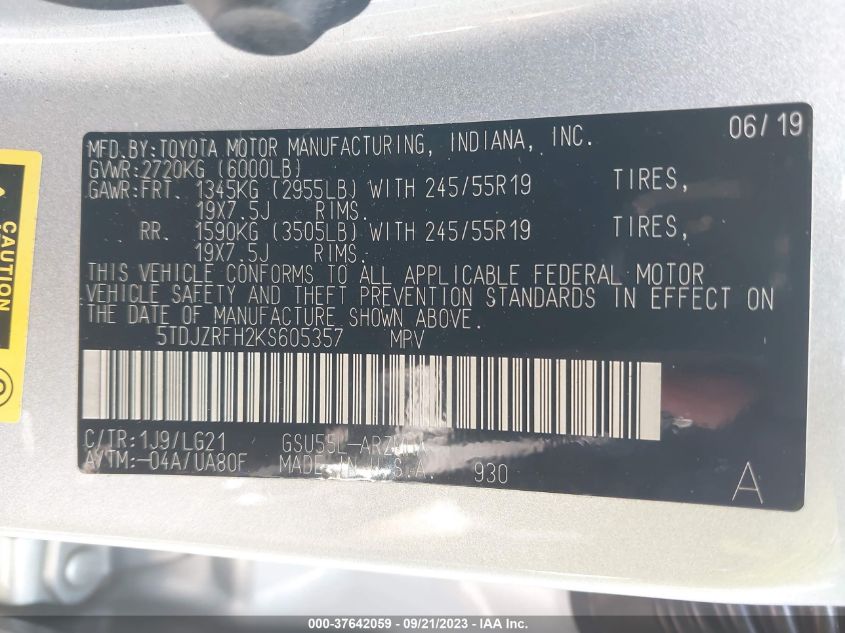 06/19
MFD.BY:TOYOTA MOTOR MANUFACTURING, INDIANA, INC.
GVWR:2720KG (6000LB)
GAWR:FRT. 1345KG (2955LB) WITH 245/55R19 TIRES,
19X7.5J RIMS.
RR. 1590KG (3505LB) WITH 245/55R19 TIRES,
19X7.5J RIMS.
THIS VEHICLE CONFORMS TO ALL APPLICABLE FEDERAL MOTOR
VEHICLE SAFETY AND THEFT PREVENTION STANDARDS IN EFFECT ON
THE DATE OF MANUFACTURE SHOWN ABOVE.
5TDJZRFH2KS605357 MPV
C/TR:1J9/LG21
A/TM:-04A/UA80F MADE IN U.S.A. 930
A
CAUTION
000-37642059 - 09/21/2023 - IAA Inc.